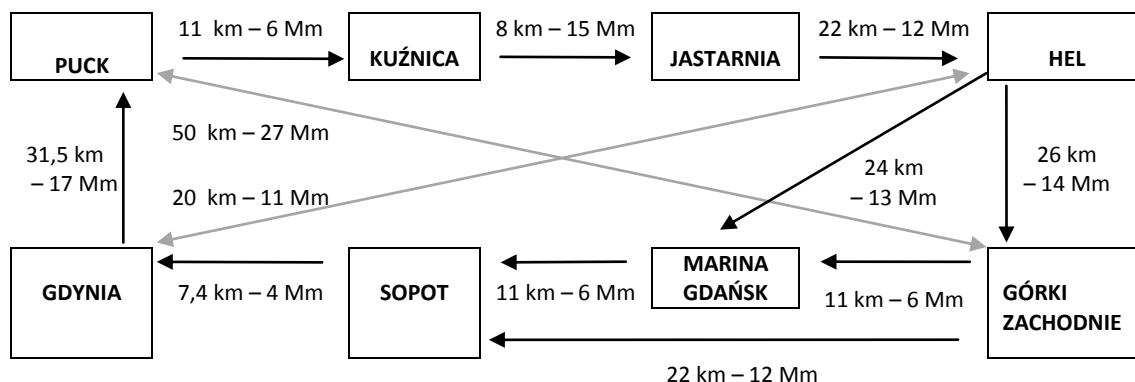 11 km – 6 Mm
8 km – 15 Mm
22 km – 12 Mm
PUCK
KUŹNICA
JASTARNIA
HEL
50 km – 27 Mm
31,5 km
– 17 Mm
24 km
– 13 Mm
26 km
– 14 Mm
20 km – 11 Mm
GDYNIA
7,4 km – 4 Mm
SOPOT
11 km – 6 Mm
MARINA
GDAŃSK
11 km – 6 Mm
GÓRKI
ZACHODNIE
22 km – 12 Mm